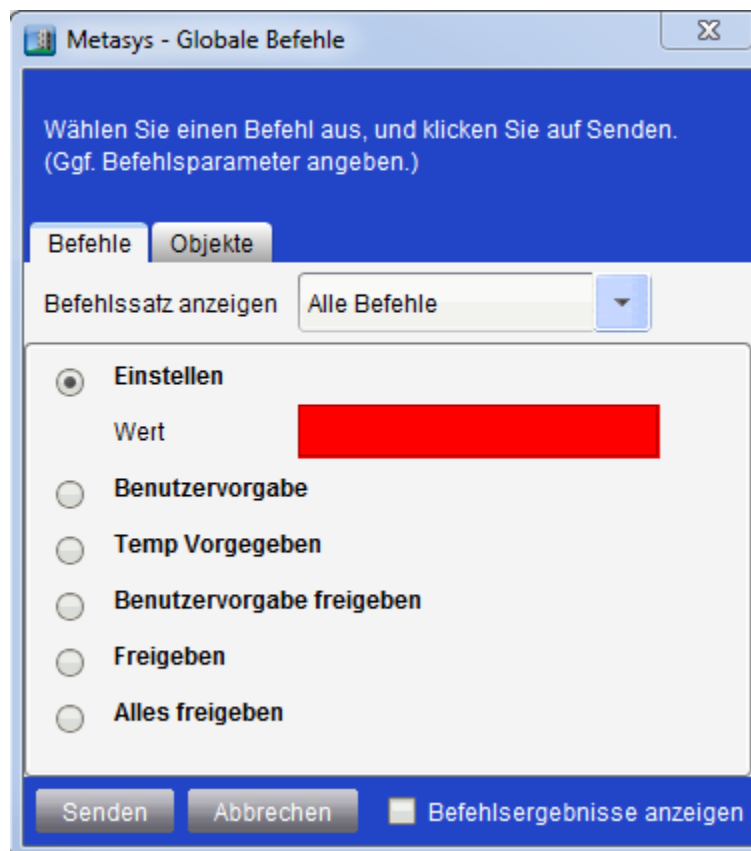 Metasys - Globale Befehle
Wählen Sie einen Befehl aus, und klicken Sie auf Senden.
(Ggf. Befehlsparameter angeben.)
Befehle Objekte
Befehlssatz anzeigen Alle Befehle
Einstellen
Wert
Benutzervorgabe
Temp Vorgegeben
Benutzervorgabe freigeben
Freigeben
Alles freigeben
Senden Abbrechen Befehlsergebnisse anzeigen